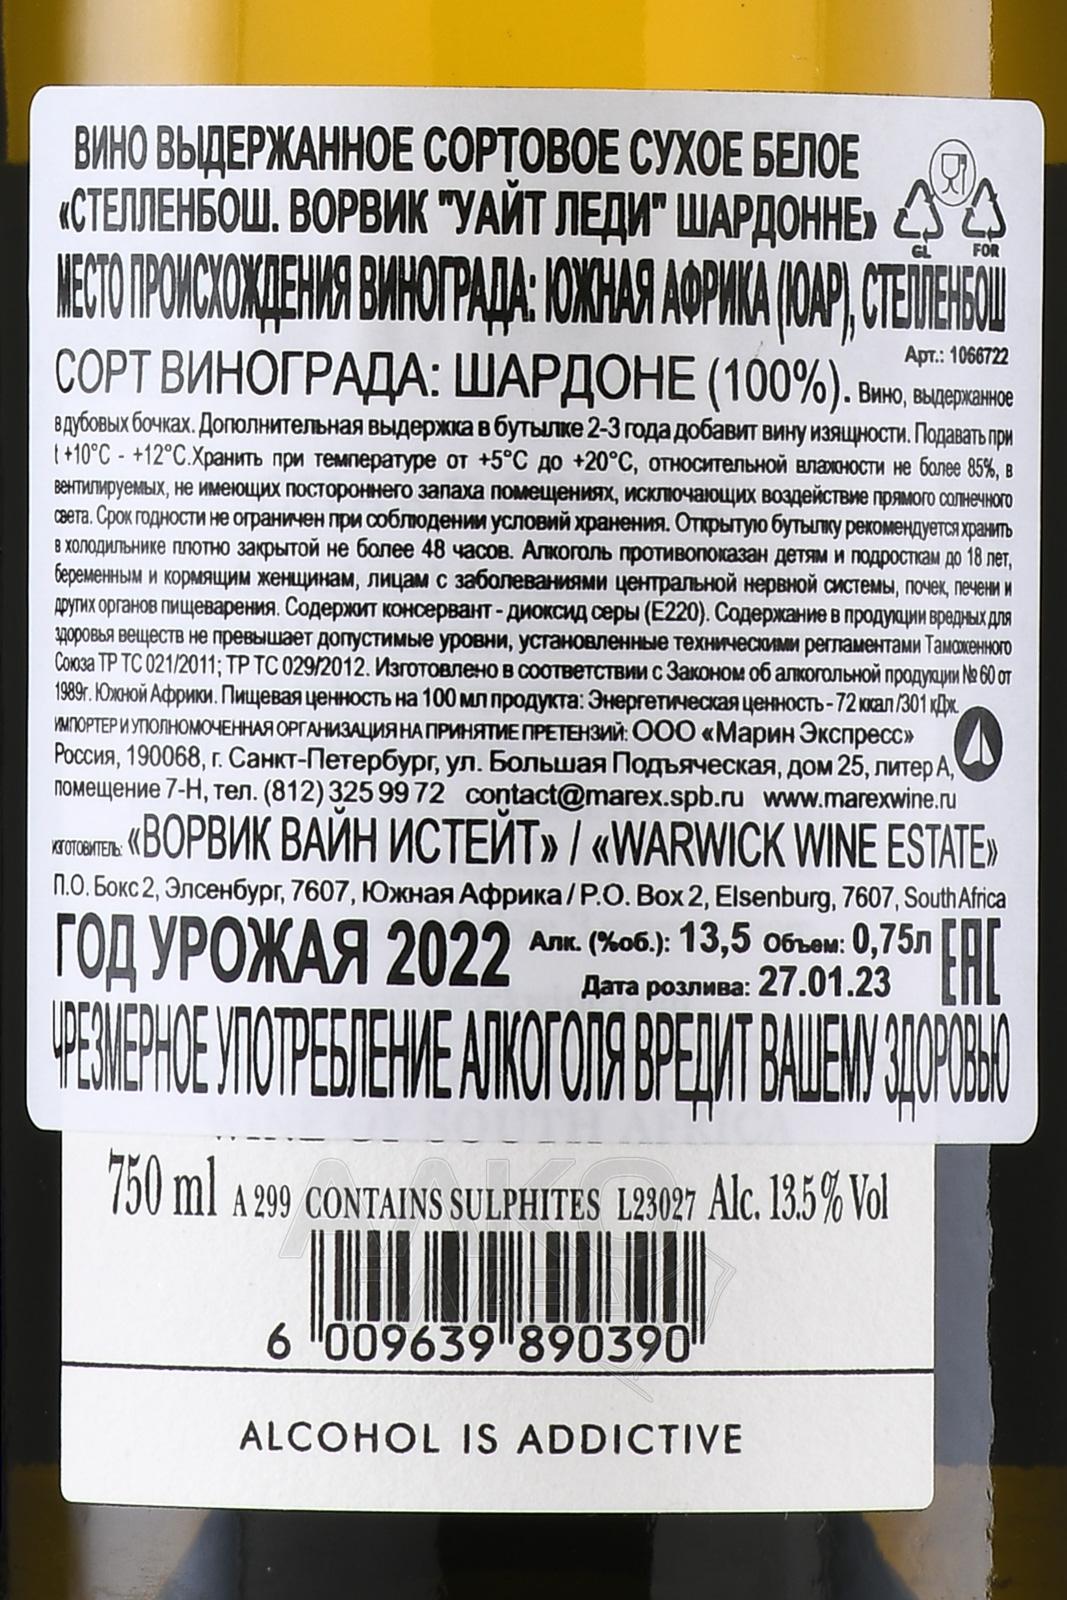 ВИНО ВЫДЕРЖАННОЕ СОРТОВОЕ СУХОЕ БЕЛОЕ
«СТЕЛЛЕНБОШ. ВОРВИК "УАЙТ ЛЕДИ" ШАРДОННЕ»
GL FOR
МЕСТО ПРОИСХОЖДЕНИЯ ВИНОГРАДА: ЮЖНАЯ АФРИКА (ЮАР), СТЕЛЛЕНБОШ
Арт.: 1066722
СОРТ ВИНОГРАДА: ШАРДОНЕ (100%). Вино, выдержанное
в дубовых бочках. Дополнительная выдержка в бутылке 2-3 года добавит вину изящности. Подавать при
t +10°C - +12°C.Хранить при температуре от +5°C до +20°C, относительной влажности не более 85%, в
вентилируемых, не имеющих постороннего запаха помещениях, исключающих воздействие прямого солнечного
света. Срок годности не ограничен при соблюдении условий хранения. Открытую бутылку рекомендуется хранить
в холодильнике плотно закрытой не более 48 часов. Алкоголь противопоказан детям и подросткам до 18 лет,
беременным и кормящим женщинам, лицам с заболеваниями центральной нервной системы, почек, печени и
других органов пищеварения. Содержит консервант - диоксид серы (Е220). Содержание в продукции вредных для
здоровья веществ не превышает допустимые уровни, установленные техническими регламентами Таможенного
Союза ТР ТС 021/2011; ТР ТС 029/2012. Изготовлено в соответствии с Законом об алкогольной продукции № 60 от
1989г. Южной Африки. Пищевая ценность на 100 мл продукта: Энергетическая ценность - 72 ккал /301 кДж.
ИМПОРТЕР И УПОЛНОМОЧЕННАЯ ОРГАНИЗАЦИЯ НА ПРИНЯТИЕ ПРЕТЕНЗИЙ: ООО «Марин Экспресс»
Россия, 190068, г. Санкт-Петербург, ул. Большая Подъяческая, дом 25, литер А,
помещение 7-Н, тел. (812) 325 99 72 contact@marex.spb.ru www.marexwine.ru
ИЗГОТОВИТЕЛЬ: «ВОРВИК ВАЙН ИСТЕЙТ» / «WARWICK WINE ESTATE»
П.О. Бокс 2, Элсенбург, 7607, Южная Африка / P.O. Box 2, Elsenburg, 7607, South Africa
ГОД УРОЖАЯ 2022 Алк. (%об.): 13,5 Объем: 0,75л EAC
Дата розлива: 27.01.23
ЧРЕЗМЕРНОЕ УПОТРЕБЛЕНИЕ АЛКОГОЛЯ ВРЕДИТ ВАШЕМУ ЗДОРОВЬЮ
WINE OF SOUTH AFRICA
750 ml A 299 CONTAINS SULPHITES L23027 Alc. 13.5% Vol
6 009639 890390
ALCOHOL IS ADDICTIVE